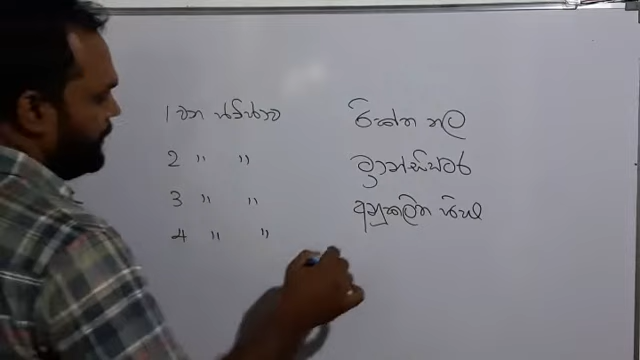 1 වන පරම්පරාව රික්ත නල
2 " " ට්‍රාන්සිස්ටර
3 " " අනුකලිත පරිපථ
4 " "